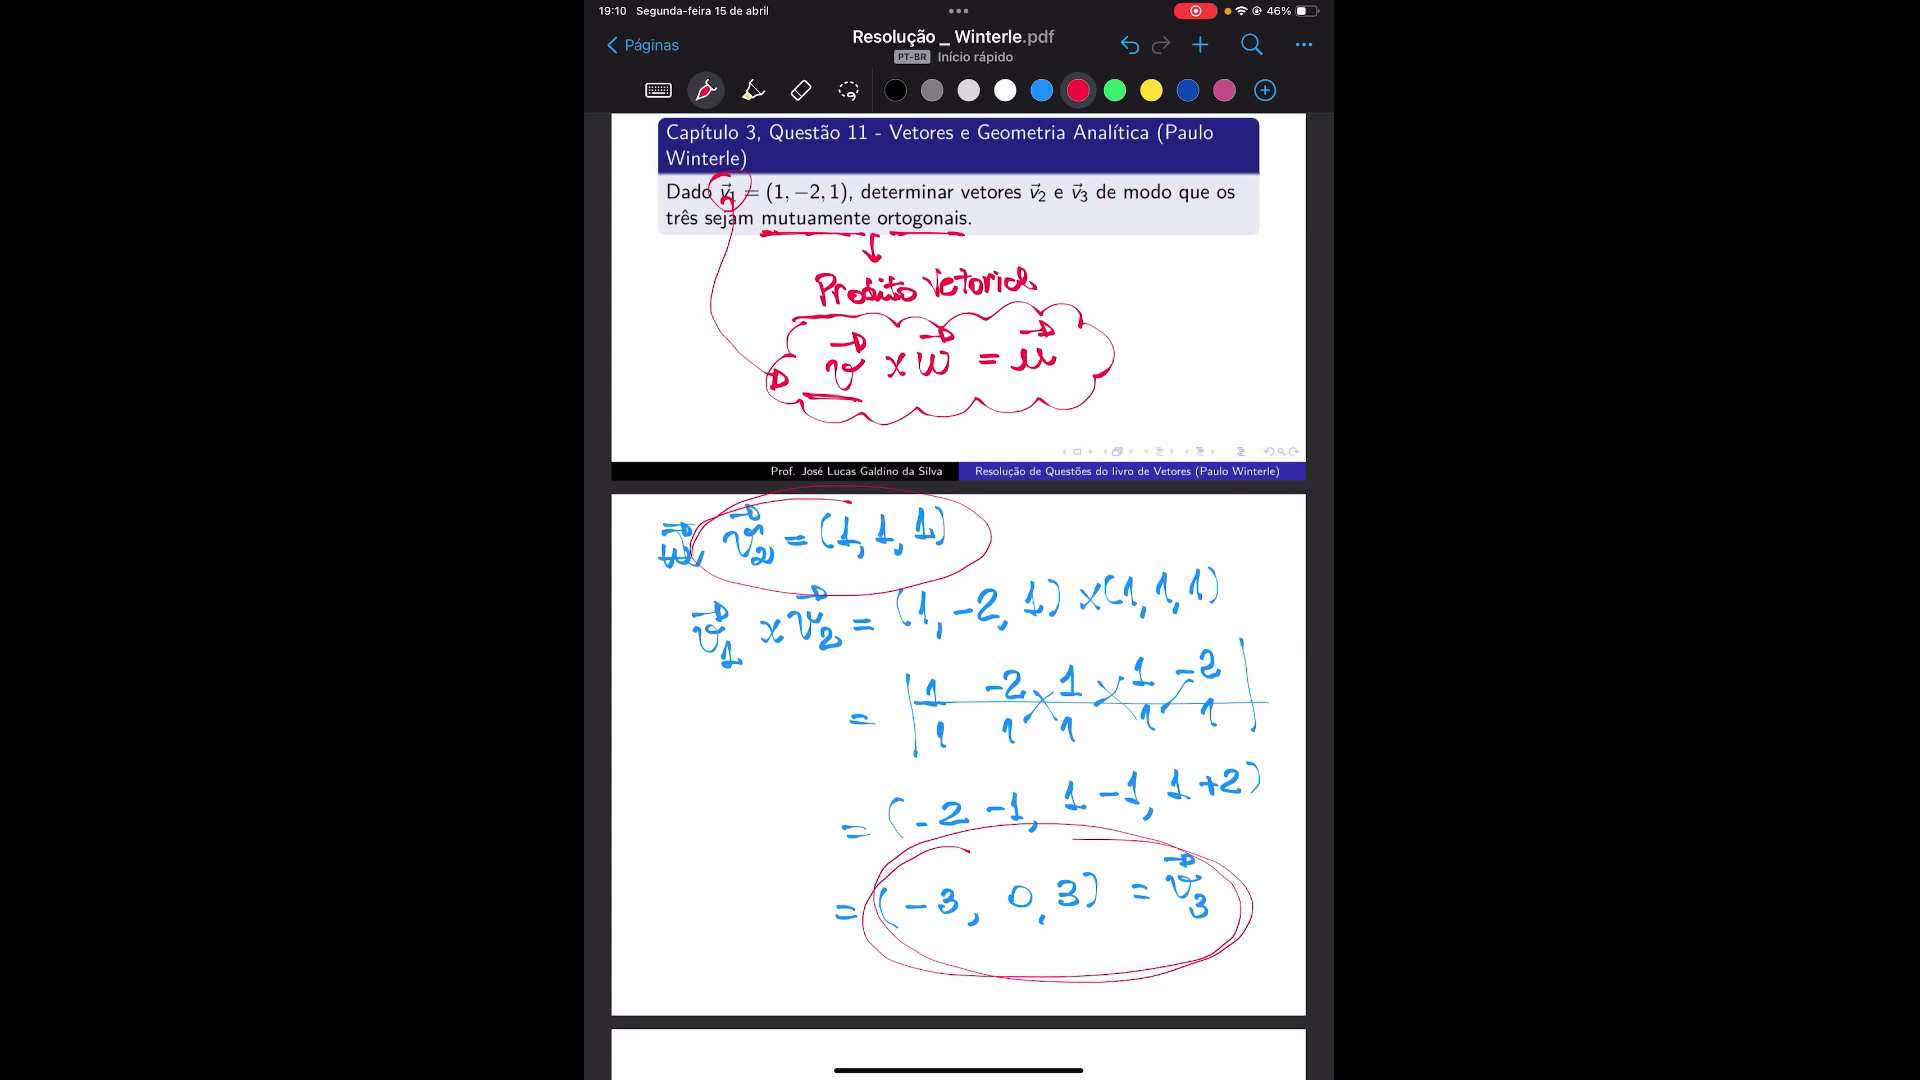 19:10 Segunda-feira 15 de abril
46%
Páginas
Resolução _ Winterle.pdf
PT-BR Início rápido
Capítulo 3, Questão 11 - Vetores e Geometria Analítica (Paulo
Winterle)
Dado v⃗₁ = (1, −2, 1), determinar vetores v⃗₂ e v⃗₃ de modo que os
três sejam mutuamente ortogonais.
Produto Vetorial
v⃗ x w⃗ = u⃗
Prof. José Lucas Galdino da Silva Resolução de Questões do livro de Vetores (Paulo Winterle)
v⃗₂ = (1, 1, 1)
v⃗₁ x v⃗₂ = (1, -2, 1) x (1, 1, 1)
= | 1 -2 1 1 -2 |
1 1 1 1 1
= (-2 -1, 1 -1, 1 +2)
= (-3, 0, 3) = v⃗₃